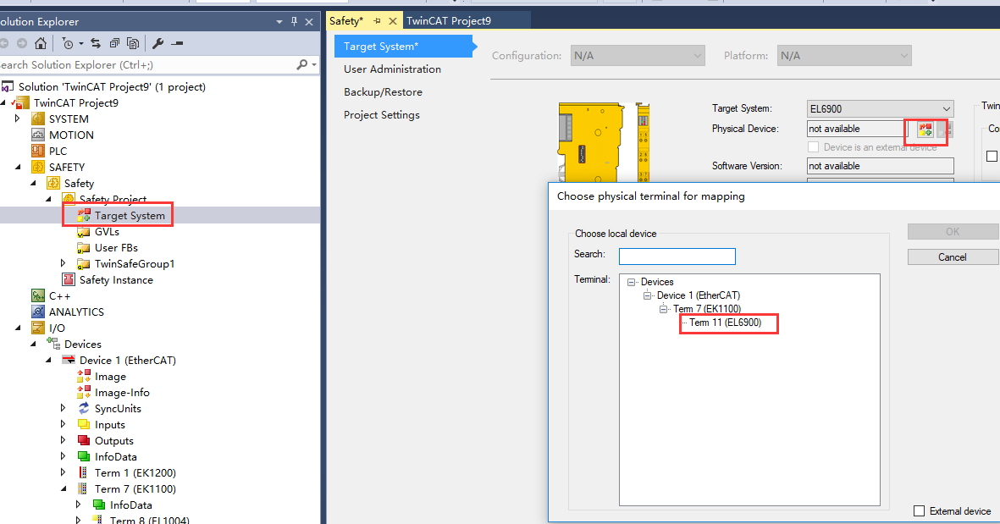 olution Explorer
earch Solution Explorer (Ctrl+;)
Solution 'TwinCAT Project9' (1 project)
TwinCAT Project9
SYSTEM
MOTION
PLC
SAFETY
Safety
Safety Project
Target System
GVLs
User FBs
TwinSafeGroup1
Safety Instance
C++
ANALYTICS
I/O
Devices
Device 1 (EtherCAT)
Image
Image-Info
SyncUnits
Inputs
Outputs
InfoData
Term 1 (EK1200)
Term 7 (EK1100)
InfoData
Term 8 (EL1004)
Safety*
TwinCAT Project9
Target System*
User Administration
Backup/Restore
Project Settings
Configuration: N/A Platform: N/A
Target System: EL6900
Physical Device: not available
Device is an external device
Software Version: not available
Twin
Co
Choose physical terminal for mapping
Choose local device
Search:
Terminal:
Devices
Device 1 (EtherCAT)
Term 7 (EK1100)
Term 11 (EL6900)
OK
Cancel
External device